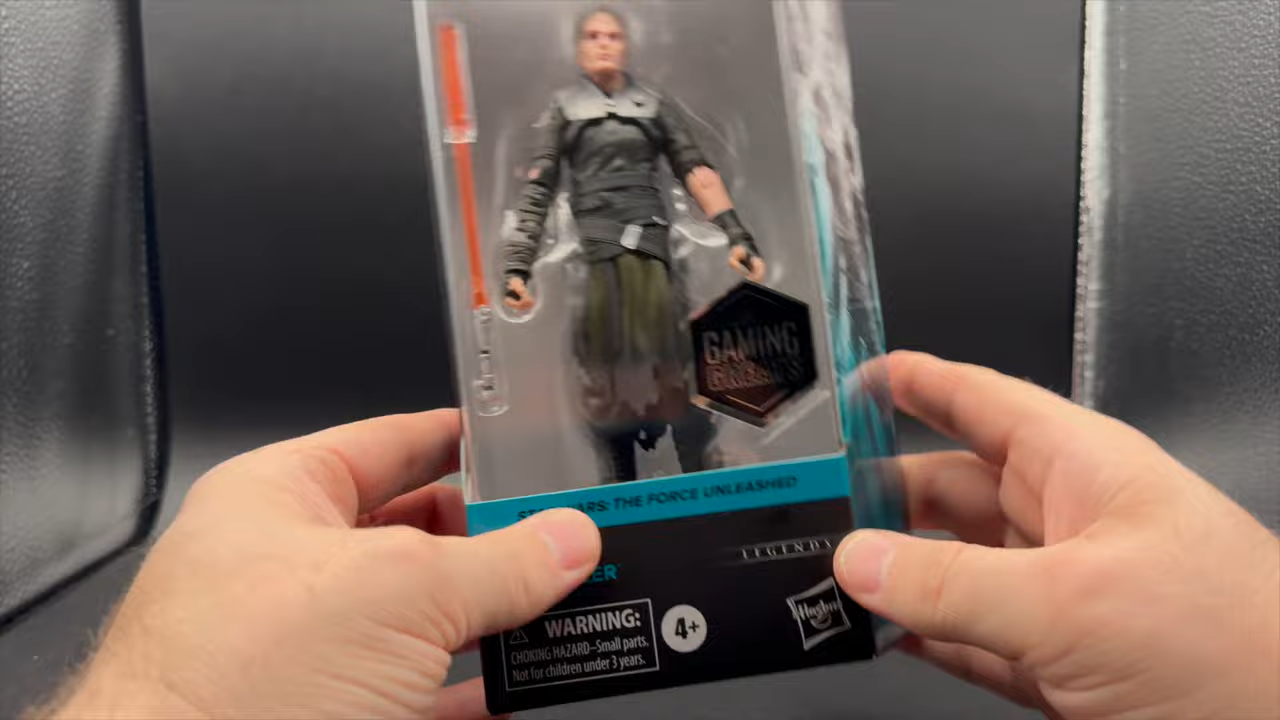 GAMING
GREATS
STAR WARS: THE FORCE UNLEASHED
LEGENDS
WARNING:
CHOKING HAZARD–Small parts.
Not for children under 3 years.
4+
Hasbro